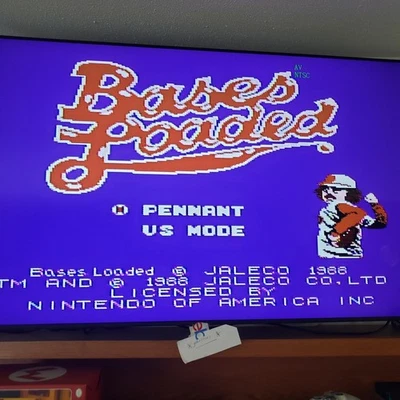 AV
NTSC
Bases
Loaded
PENNANT
VS MODE
Bases Loaded © JALECO 1988
TM AND © 1988 JALECO CO., LTD
LICENSED BY
NINTENDO OF AMERICA INC